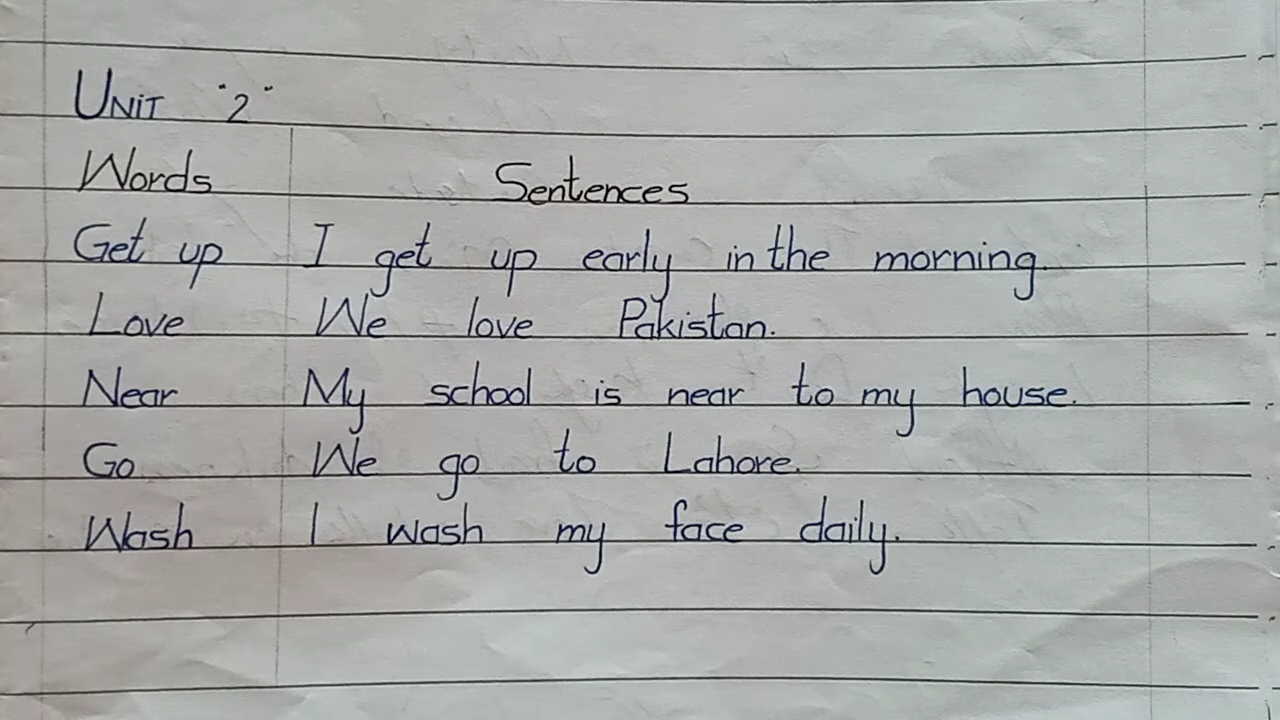 UNIT "2"
Words Sentences
Get up I get up early in the morning.
Love We love Pakistan.
Near My school is near to my house.
Go We go to Lahore.
Wash I wash my face daily.